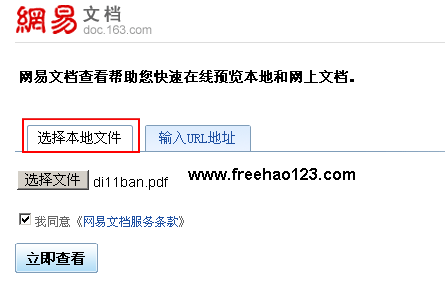 網易 文档
doc.163.com
网易文档查看帮助您快速在线预览本地和网上文档。
选择本地文件 输入URL地址
选择文件 di11ban.pdf www.freehao123.com
我同意《网易文档服务条款》
立即查看